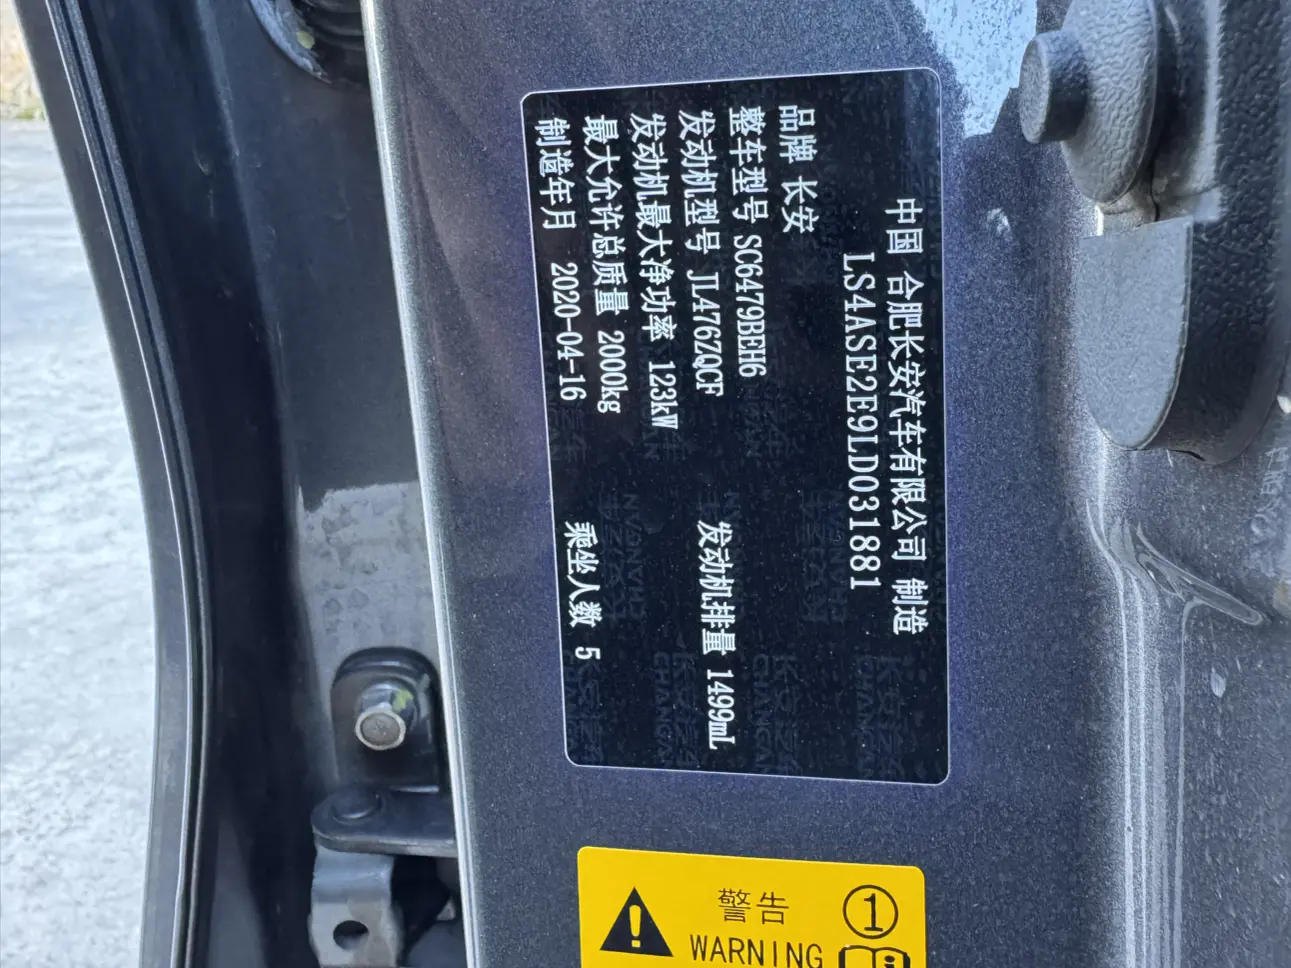 中国 合肥长安汽车有限公司 制造
LS4ASE2E9LD031881
品牌 长安
整车型号 SC6479BEH6
发动机型号 JL476ZQCF 发动机排量 1499mL
发动机最大净功率 123kW
最大允许总质量 2000kg
制造年月 2020-04-16 乘坐人数 5
警告
WARNING
1